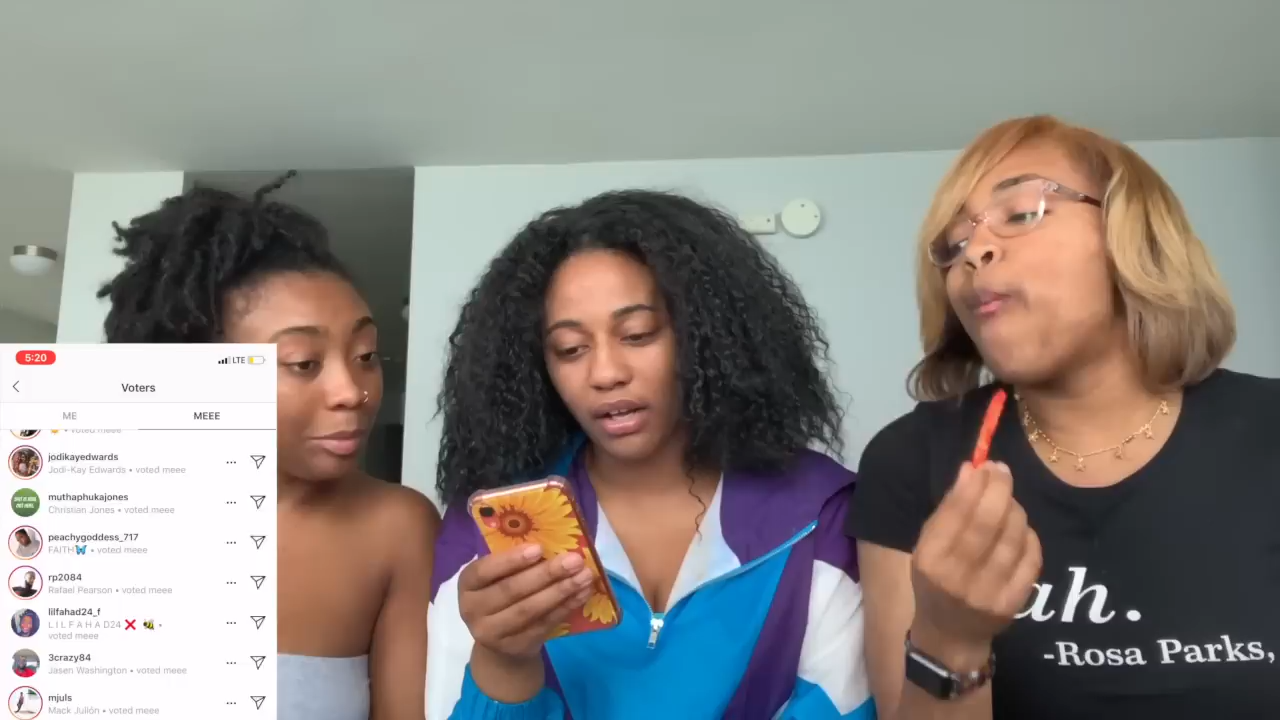 5:20
LTE
Voters
ME
MEEE
voted meee
jodikayedwards
Jodi-Kay Edwards • voted meee
muthaphukajones
Christian Jones • voted meee
peachygoddess_717
FAITH🦋 • voted meee
rp2084
Rafael Pearson • voted meee
lilfahad24_f
L I L F A H A D24 ❌ 🐝 •
voted meee
3crazy84
Jasen Washington • voted meee
mjuls
Mack Juliôn • voted meee
ah.
-Rosa Parks,